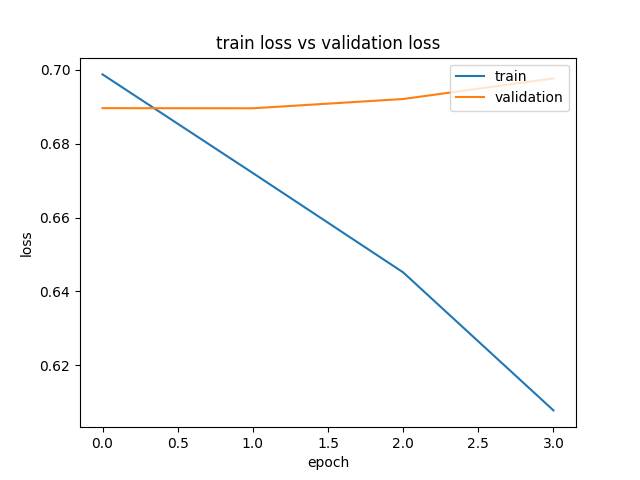 train loss vs validation loss
train
validation
loss
0.70
0.68
0.66
0.64
0.62
0.0 0.5 1.0 1.5 2.0 2.5 3.0
epoch